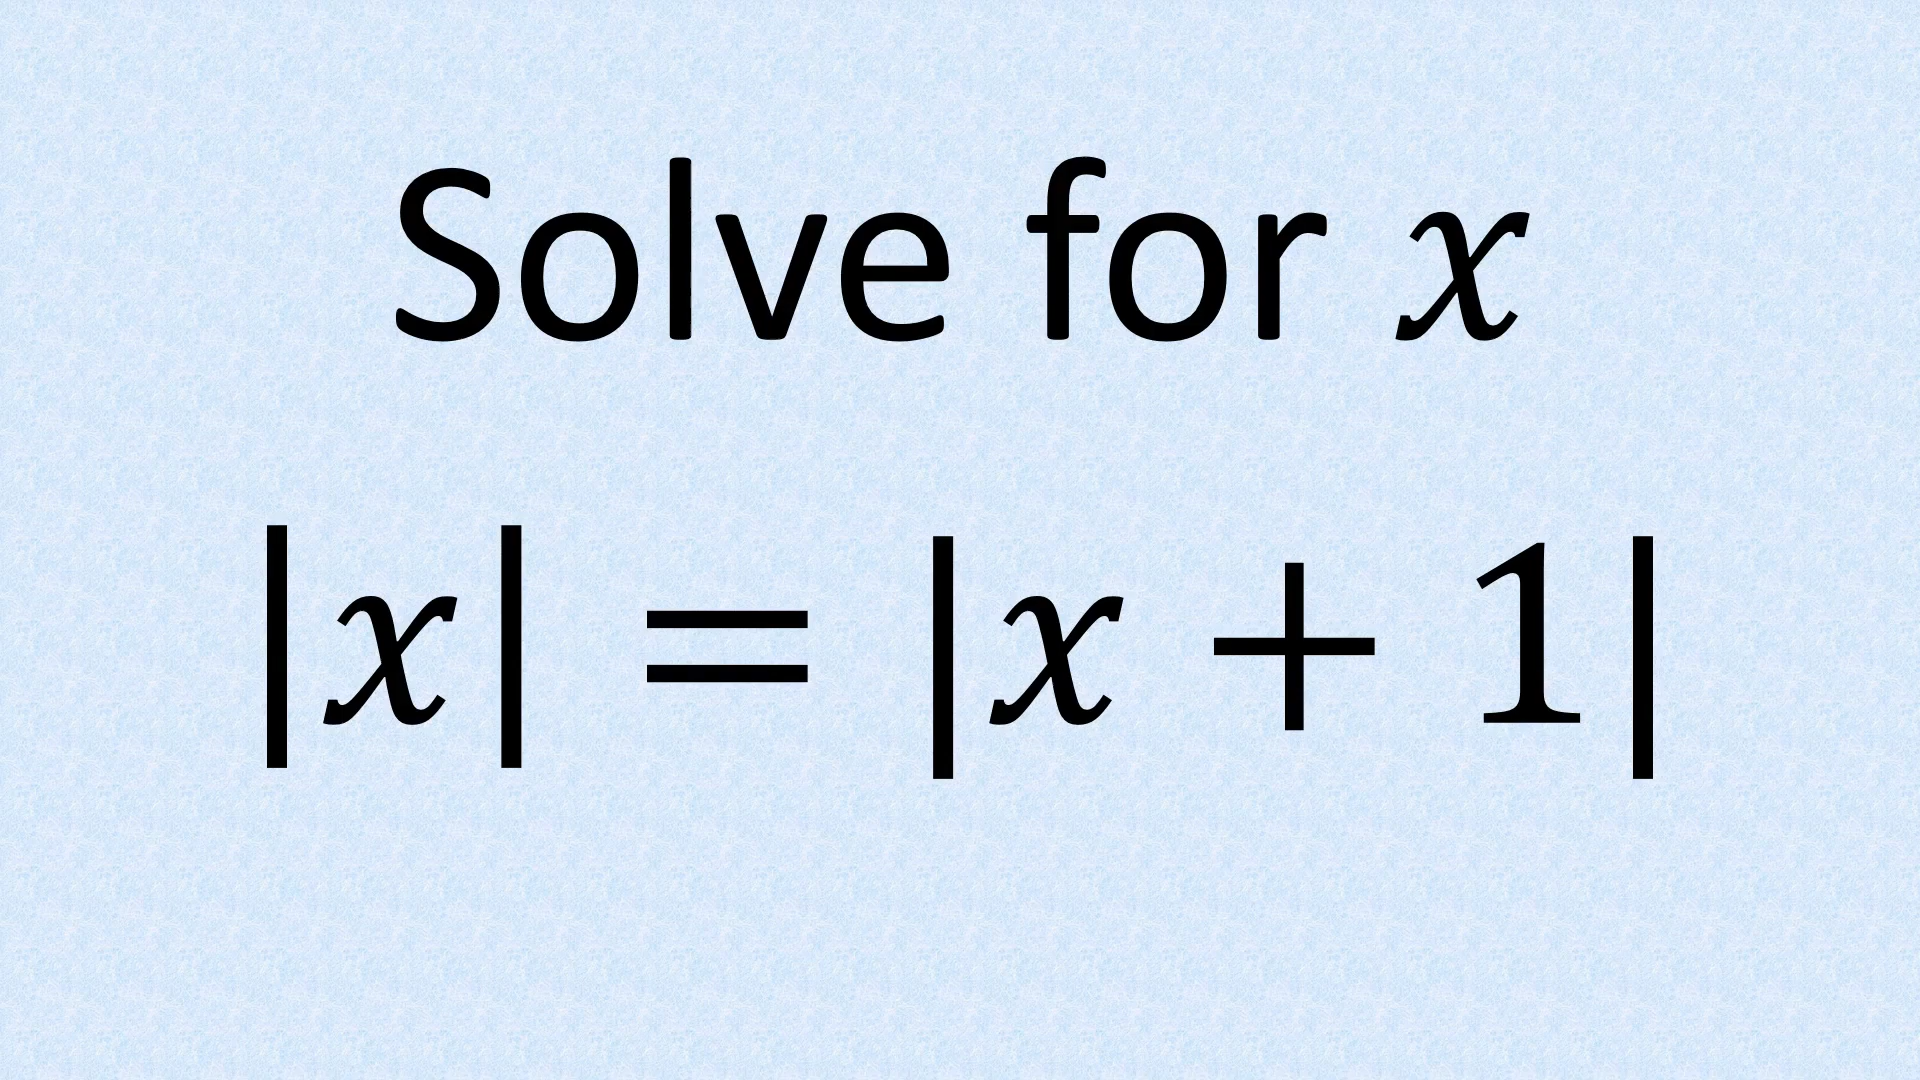 Solve for x
|x| = |x + 1|